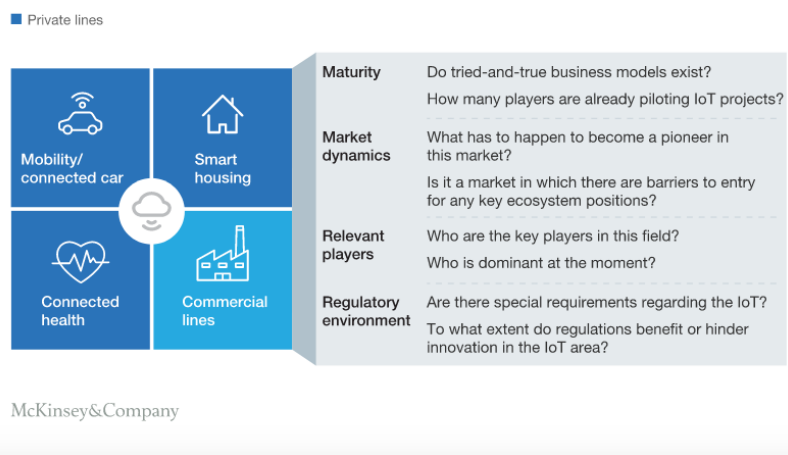 Private lines
Mobility/
connected car
Smart
housing
Connected
health
Commercial
lines
Maturity
Do tried-and-true business models exist?
How many players are already piloting IoT projects?
Market
dynamics
What has to happen to become a pioneer in
this market?
Is it a market in which there are barriers to entry
for any key ecosystem positions?
Relevant
players
Who are the key players in this field?
Who is dominant at the moment?
Regulatory
environment
Are there special requirements regarding the IoT?
To what extent do regulations benefit or hinder
innovation in the IoT area?
McKinsey&Company